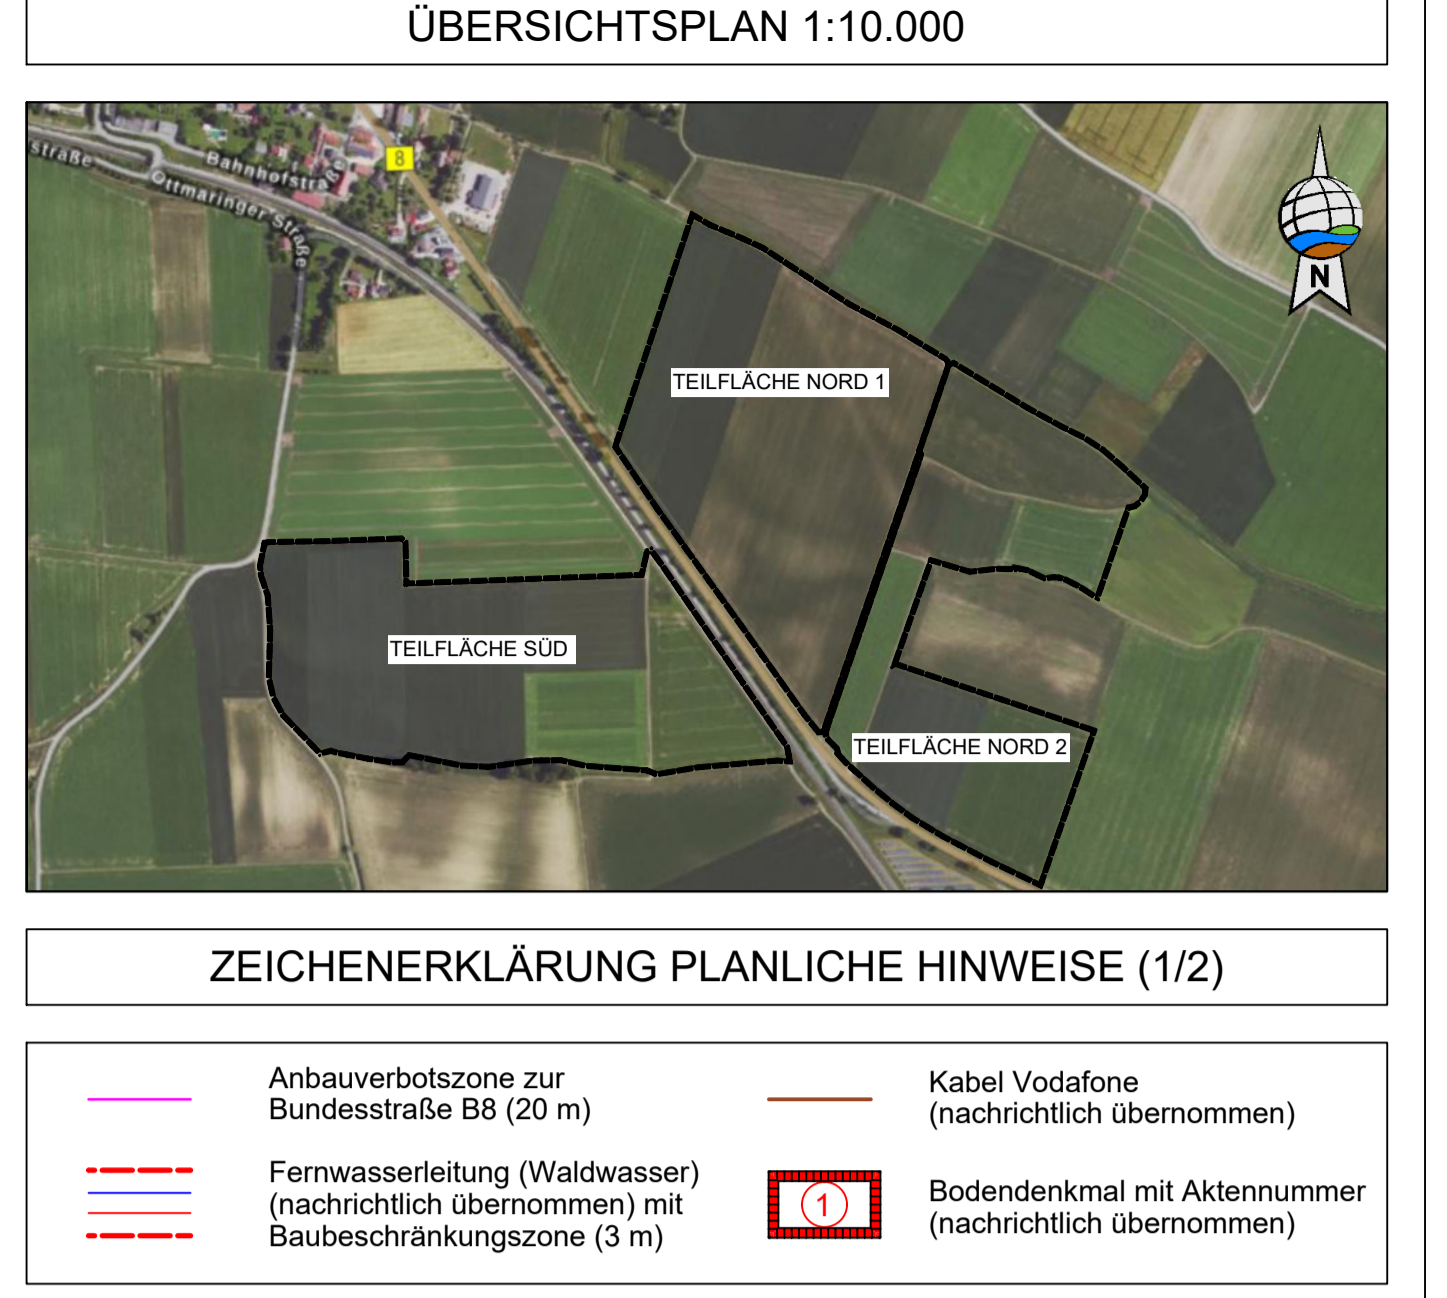 ÜBERSICHTSPLAN 1:10.000
straße
Bahnhofstraße
8
Ottmaringer Straße
N
TEILFLÄCHE NORD 1
TEILFLÄCHE SÜD
TEILFLÄCHE NORD 2
ZEICHENERKLÄRUNG PLANLICHE HINWEISE (1/2)
Anbauverbotszone zur
Bundesstraße B8 (20 m)
Kabel Vodafone
(nachrichtlich übernommen)
Fernwasserleitung (Waldwasser)
(nachrichtlich übernommen) mit
Baubeschränkungszone (3 m)
1
Bodendenkmal mit Aktennummer
(nachrichtlich übernommen)